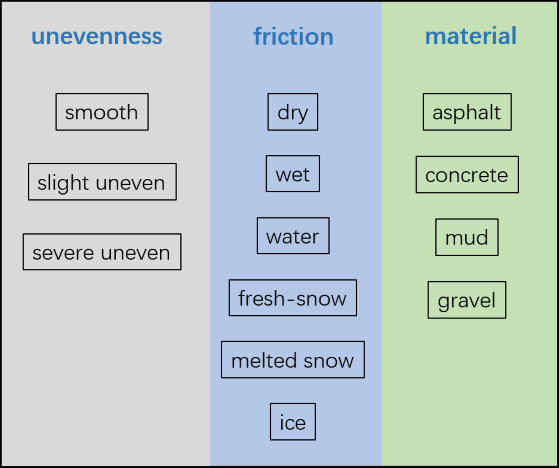 unevenness
smooth
slight uneven
severe uneven
friction
dry
wet
water
fresh-snow
melted snow
ice
material
asphalt
concrete
mud
gravel